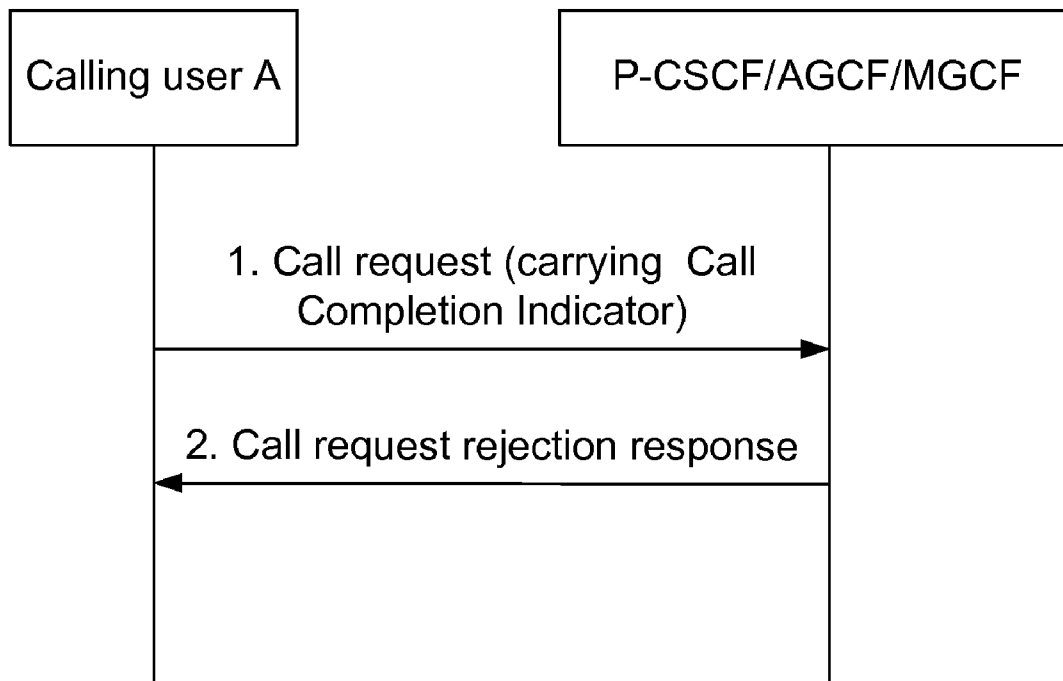 Calling user A
P-CSCF/AGCF/MGCF
1. Call request (carrying Call
Completion Indicator)
2. Call request rejection response